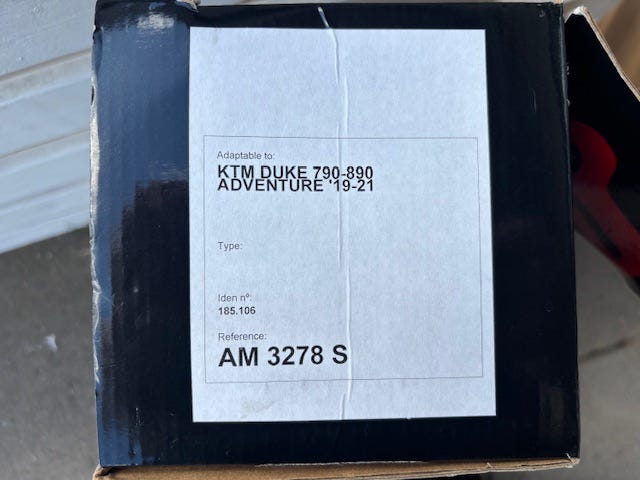 Adaptable to:
KTM DUKE 790-890
ADVENTURE '19-21
Type:
Iden nº:
185.106
Reference:
AM 3278 S